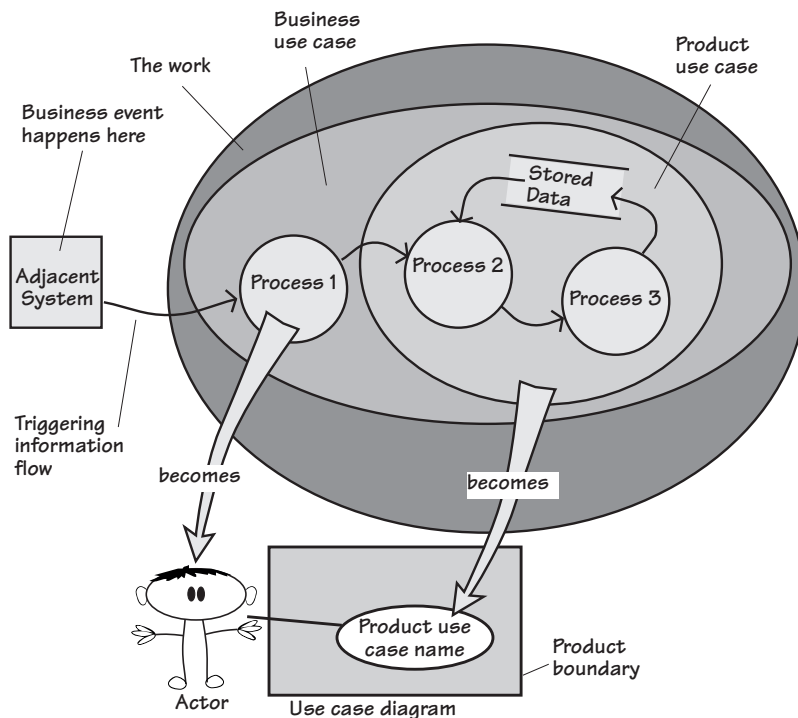 Business
use case
Product
use case
The work
Business event
happens here
Stored
Data
Adjacent
System
Process 1
Process 2
Process 3
Triggering
information
flow
becomes
becomes
Product use
case name
Product
boundary
Actor
Use case diagram